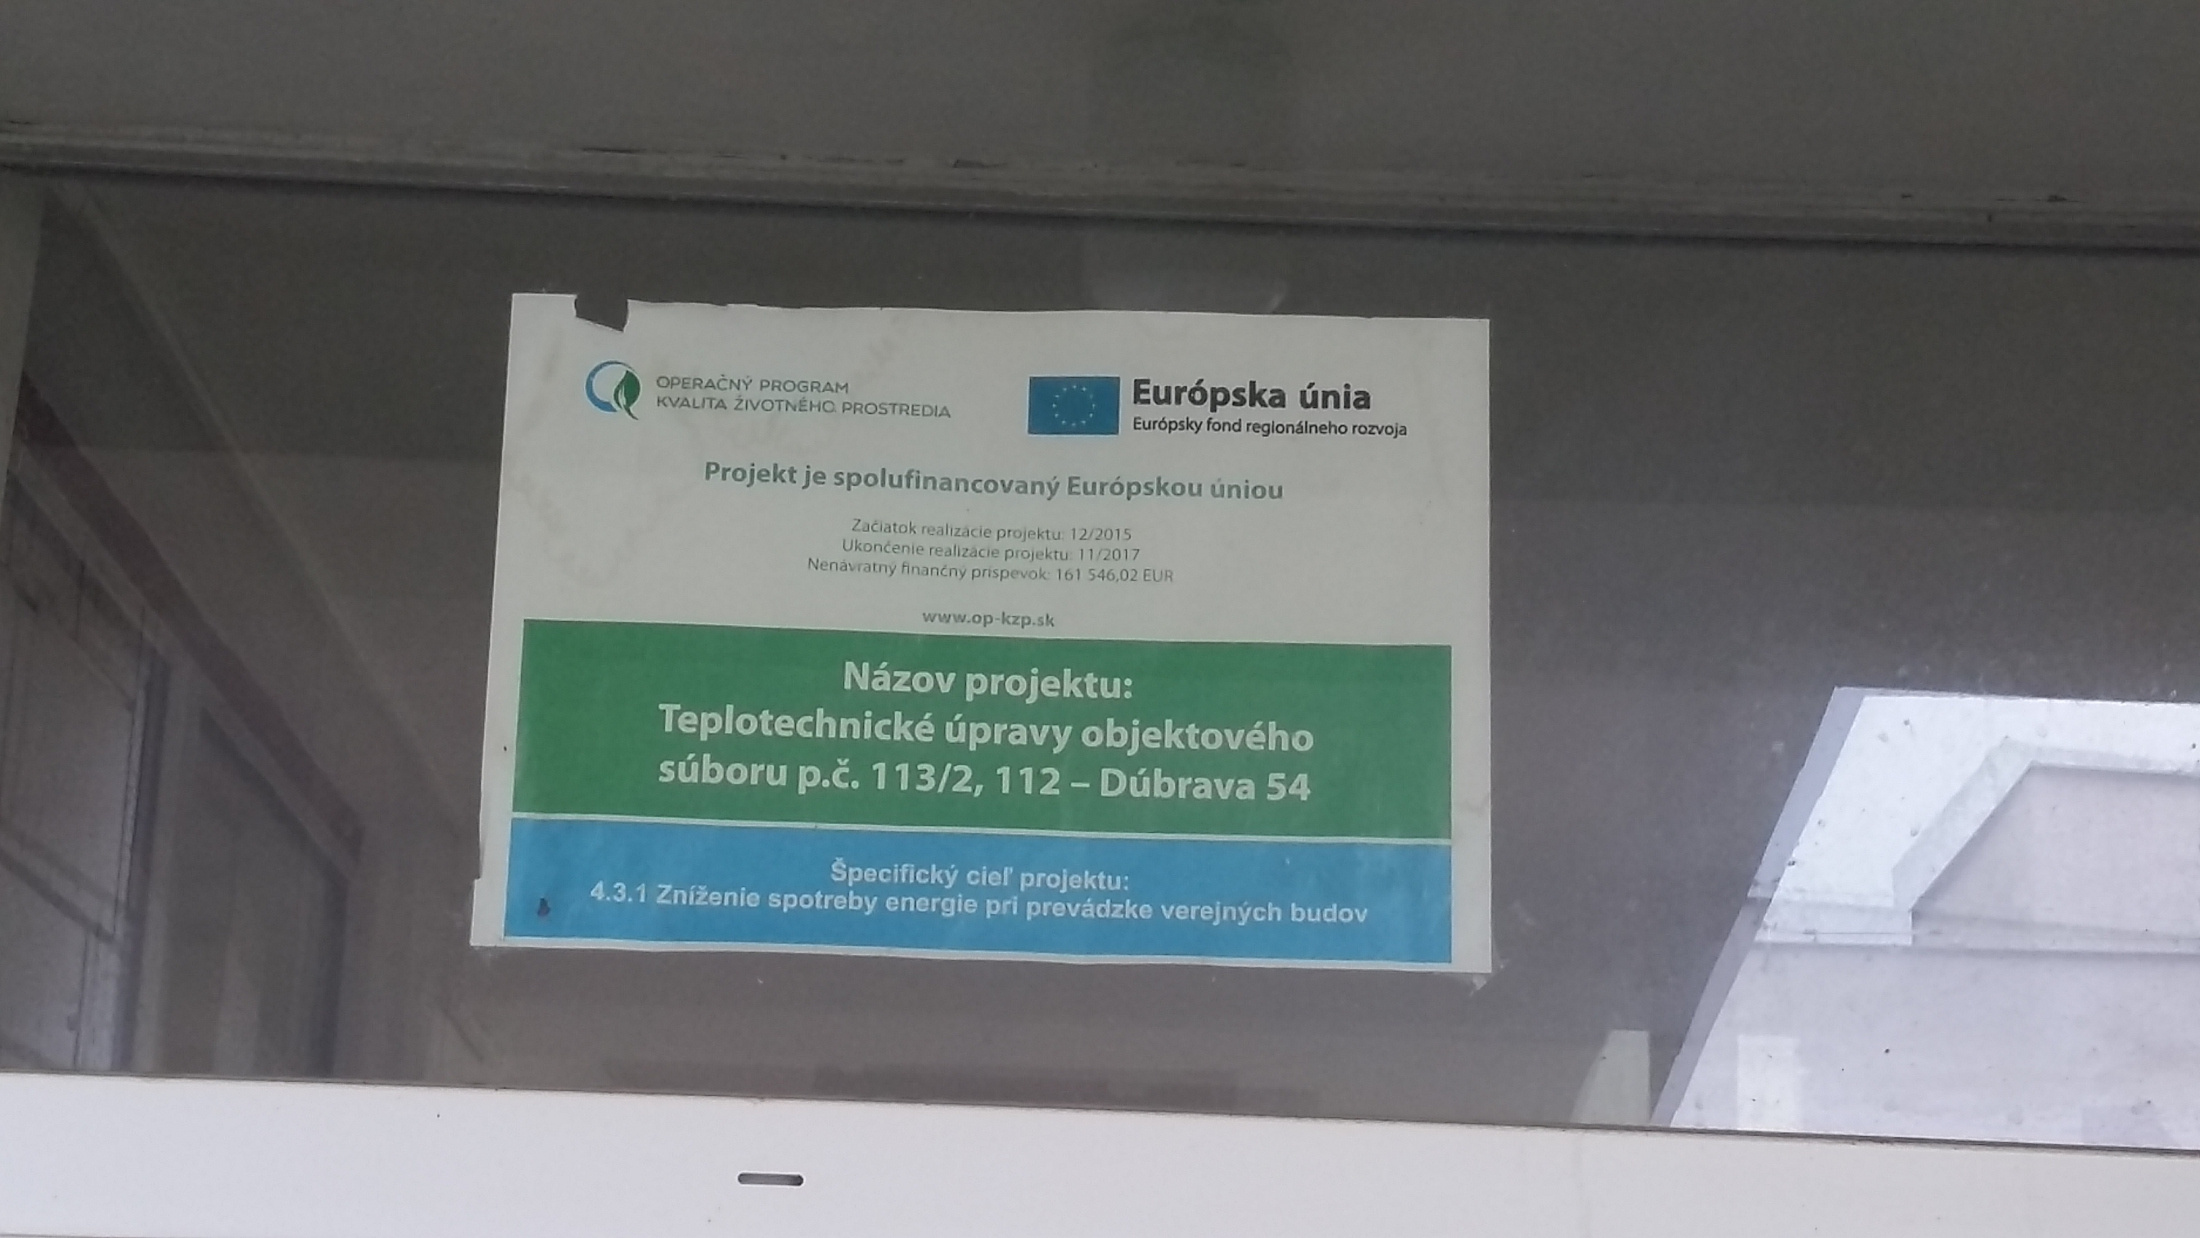 OPERAČNÝ PROGRAM
KVALITA ŽIVOTNÉHO PROSTREDIA
Európska únia
Európsky fond regionálneho rozvoja
Projekt je spolufinancovaný Európskou úniou
Začiatok realizácie projektu: 12/2015
Ukončenie realizácie projektu: 11/2017
Nenávratný finančný príspevok: 161 546,02 EUR
www.op-kzp.sk
Názov projektu:
Teplotechnické úpravy objektového
súboru p.č. 113/2, 112 – Dúbrava 54
Špecifický cieľ projektu:
4.3.1 Zníženie spotreby energie pri prevádzke verejných budov